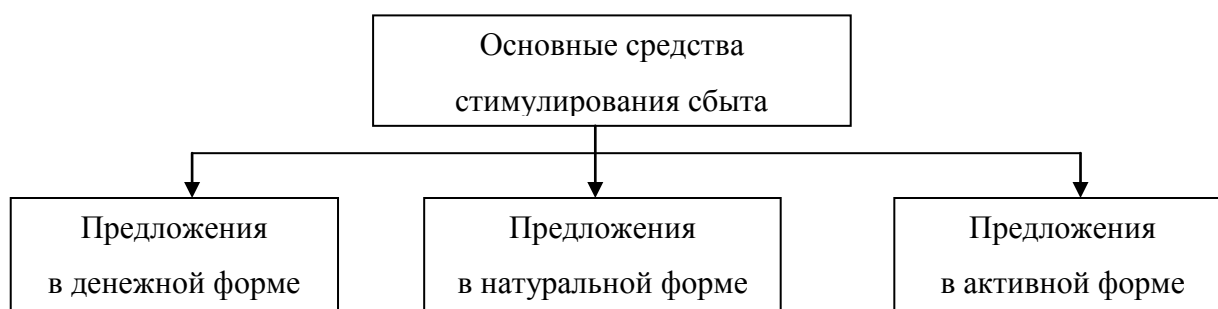 Основные средства
стимулирования сбыта
Предложения
в денежной форме
Предложения
в натуральной форме
Предложения
в активной форме